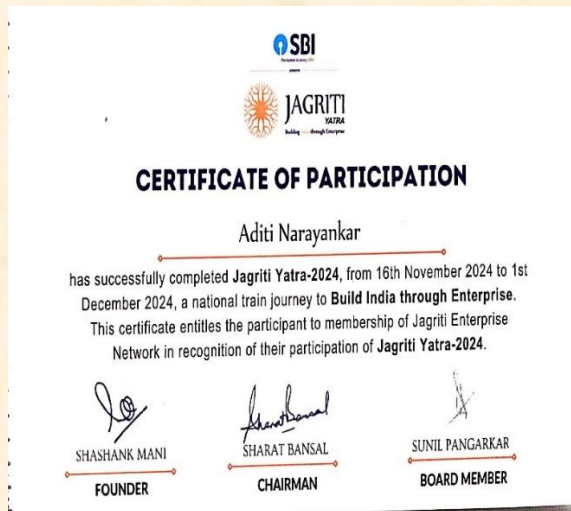 SBI
JAGRITI
YATRA
CERTIFICATE OF PARTICIPATION
Aditi Narayankar
has successfully completed Jagriti Yatra-2024, from 16th November 2024 to 1st
December 2024, a national train journey to Build India through Enterprise.
This certificate entitles the participant to membership of Jagriti Enterprise
Network in recognition of their participation of Jagriti Yatra-2024.
SHASHANK MANI SHARAT BANSAL SUNIL PANGARKAR
FOUNDER CHAIRMAN BOARD MEMBER